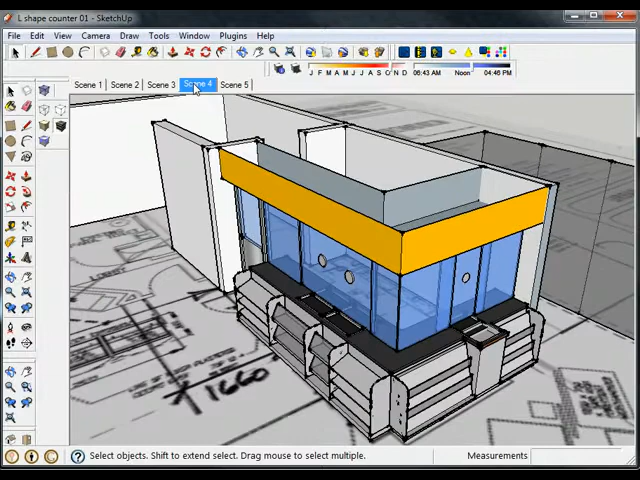 L shape counter 01 - SketchUp
File Edit View Camera Draw Tools Window Plugins Help
J F M A M J J A S O N D 06:43 AM Noon 04:46 PM
Scene 1 Scene 2 Scene 3 Scene 4 Scene 5
LOBBY
1660
Select objects. Shift to extend select. Drag mouse to select multiple. Measurements